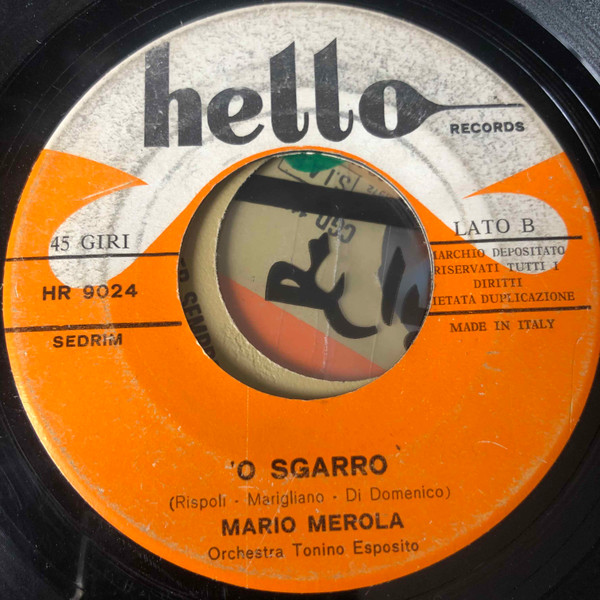 hello
RECORDS
45 GIRI
LATO B
HR 9024
MARCHIO DEPOSITATO
RISERVATI TUTTI I
DIRITTI
VIETATA DUPLICAZIONE
SEDRIM
MADE IN ITALY
'O SGARRO
(Rispoli - Marigliano - Di Domenico)
MARIO MEROLA
Orchestra Tonino Esposito